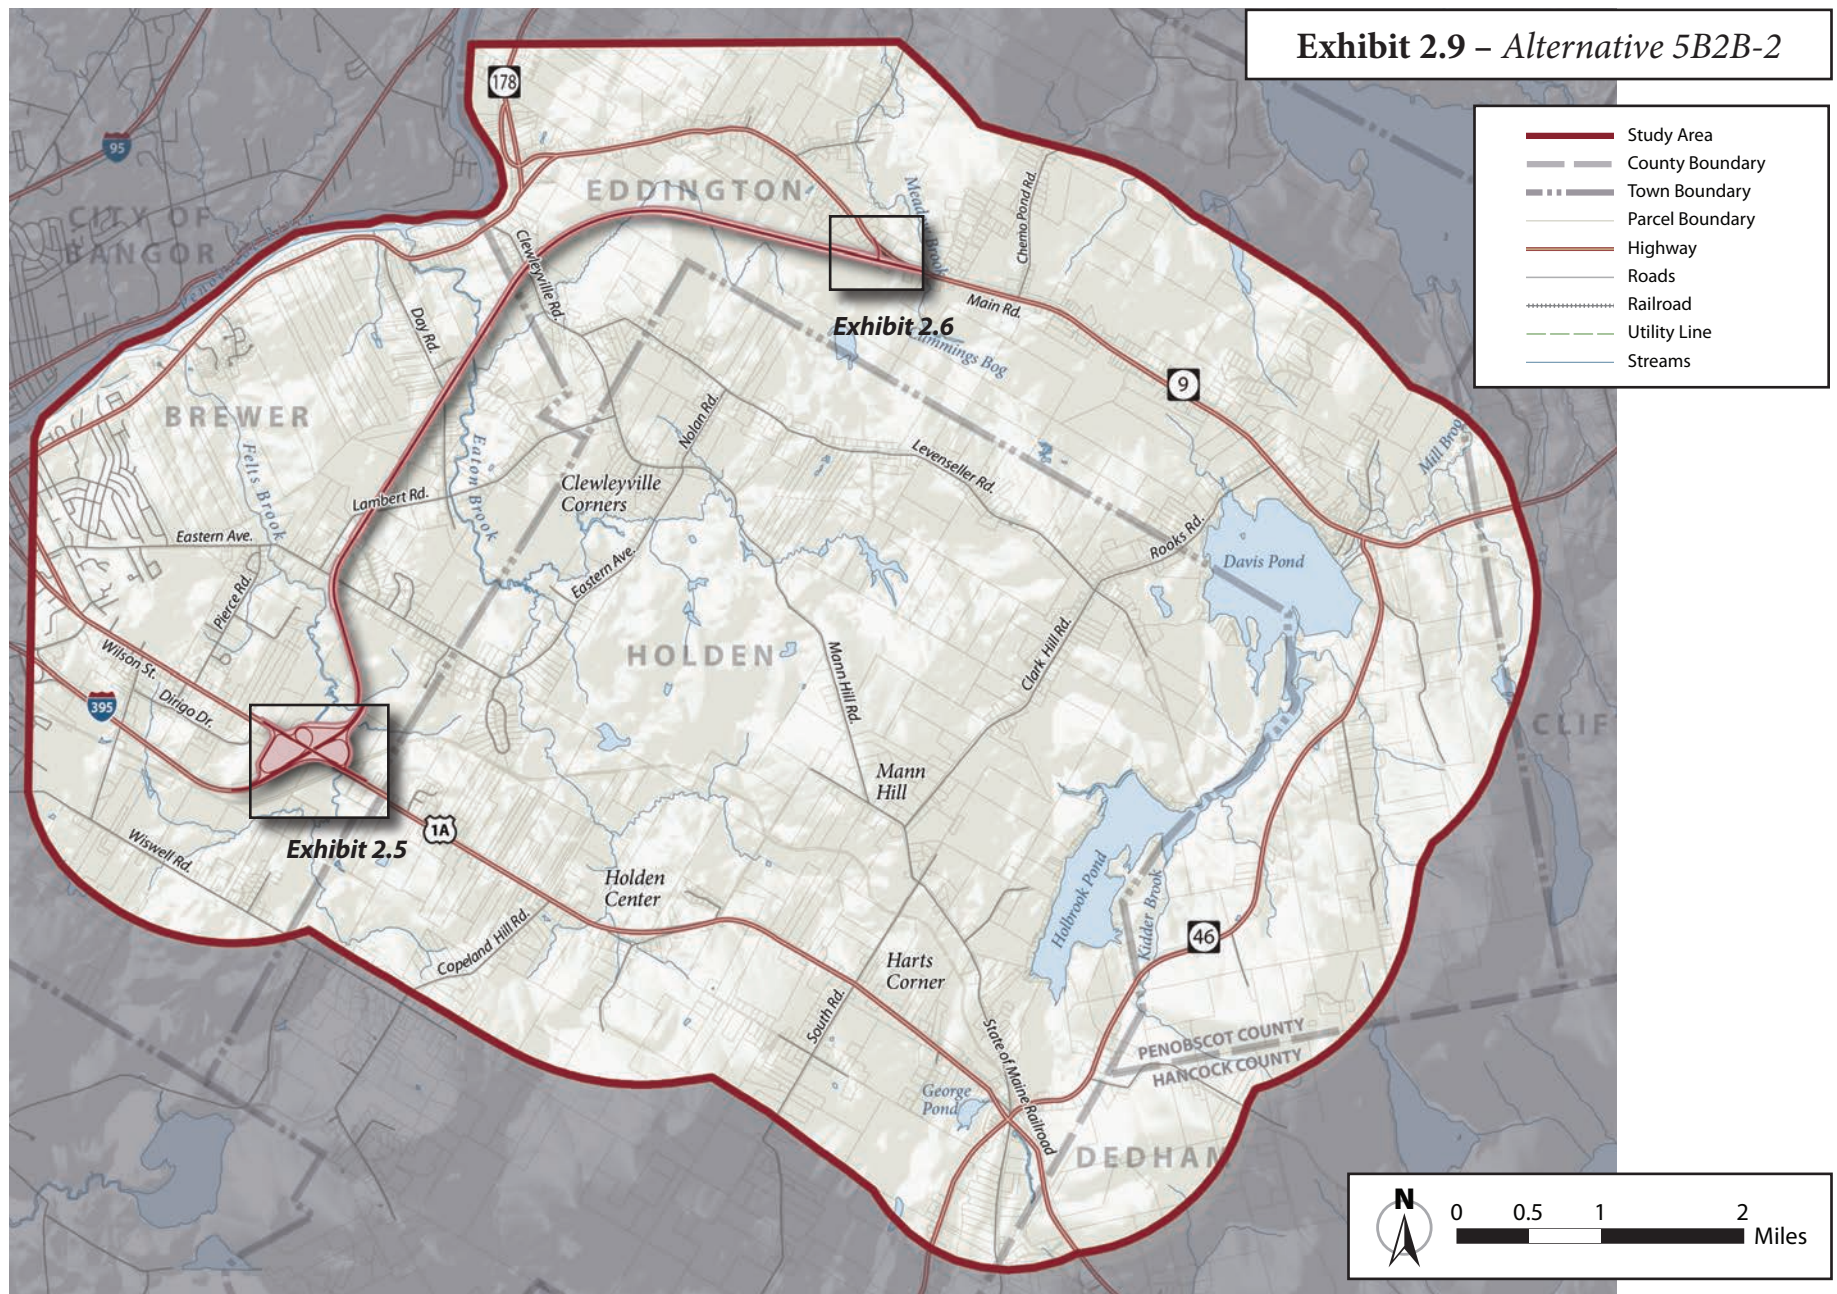 Exhibit 2.9 – Alternative 5B2B-2
Study Area
County Boundary
Town Boundary
Parcel Boundary
Highway
Roads
Railroad
Utility Line
Streams
178
95
CITY OF
BANGOR
EDDINGTON
Meadow Brook
Chemo Pond Rd.
Clewleyville Rd.
Day Rd.
Main Rd.
Exhibit 2.6
Cummings Bog
9
BREWER
Felts Brook
Eaton Brook
Nolan Rd.
Levenseller Rd.
Mill Broo
Clewleyville
Corners
Lambert Rd.
Eastern Ave.
Rooks Rd.
Davis Pond
Pierce Rd.
Eastern Ave.
HOLDEN
Clark Hill Rd.
Mann Hill Rd.
Wilson St.
Dirigo Dr.
395
CLIF
Mann
Hill
1A
Exhibit 2.5
Wiswell Rd.
Holden
Center
Holbrook Pond
Kidder Brook
46
Copeland Hill Rd.
Harts
Corner
South Rd.
State of Maine Railroad
PENOBSCOT COUNTY
HANCOCK COUNTY
George
Pond
DEDHAM
N
0 0.5 1 2
Miles